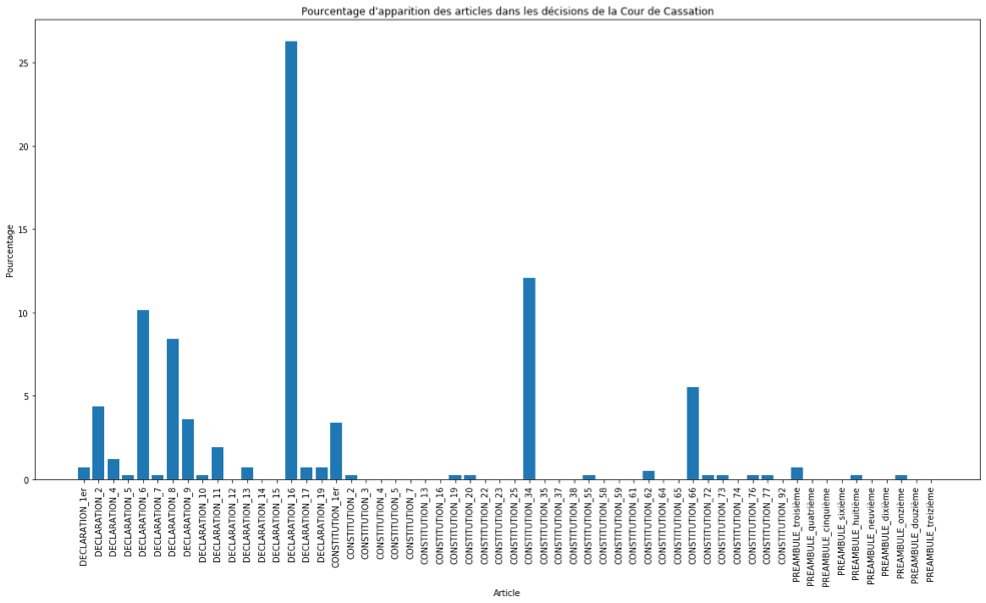 Pourcentage d'apparition des articles dans les décisions de la Cour de Cassation
Pourcentage
25
20
15
10
5
0
DECLARATION_1er
DECLARATION_2
DECLARATION_4
DECLARATION_5
DECLARATION_6
DECLARATION_7
DECLARATION_8
DECLARATION_9
DECLARATION_10
DECLARATION_11
DECLARATION_12
DECLARATION_13
DECLARATION_14
DECLARATION_15
DECLARATION_16
DECLARATION_17
DECLARATION_19
CONSTITUTION_1er
CONSTITUTION_2
CONSTITUTION_3
CONSTITUTION_4
CONSTITUTION_5
CONSTITUTION_7
CONSTITUTION_13
CONSTITUTION_16
CONSTITUTION_19
CONSTITUTION_20
CONSTITUTION_22
CONSTITUTION_23
CONSTITUTION_25
CONSTITUTION_34
CONSTITUTION_35
CONSTITUTION_37
CONSTITUTION_38
CONSTITUTION_55
CONSTITUTION_58
CONSTITUTION_59
CONSTITUTION_61
CONSTITUTION_62
CONSTITUTION_64
CONSTITUTION_65
CONSTITUTION_66
CONSTITUTION_72
CONSTITUTION_73
CONSTITUTION_74
CONSTITUTION_76
CONSTITUTION_77
CONSTITUTION_92
PREAMBULE_troisième
PREAMBULE_quatrième
PREAMBULE_cinquième
PREAMBULE_sixième
PREAMBULE_huitième
PREAMBULE_neuvième
PREAMBULE_dixième
PREAMBULE_onzième
PREAMBULE_douzième
PREAMBULE_treizième
Article